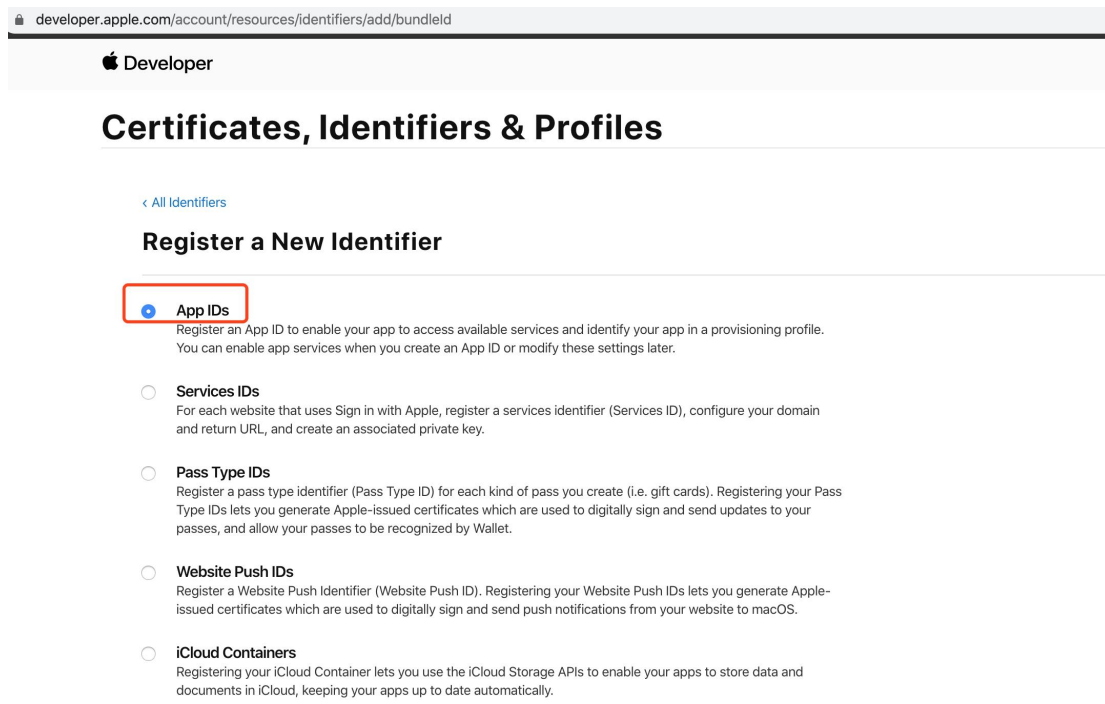 developer.apple.com/account/resources/identifiers/add/bundleId
Developer
Certificates, Identifiers & Profiles
‹ All Identifiers
Register a New Identifier
App IDs
Register an App ID to enable your app to access available services and identify your app in a provisioning profile.
You can enable app services when you create an App ID or modify these settings later.
Services IDs
For each website that uses Sign in with Apple, register a services identifier (Services ID), configure your domain
and return URL, and create an associated private key.
Pass Type IDs
Register a pass type identifier (Pass Type ID) for each kind of pass you create (i.e. gift cards). Registering your Pass
Type IDs lets you generate Apple-issued certificates which are used to digitally sign and send updates to your
passes, and allow your passes to be recognized by Wallet.
Website Push IDs
Register a Website Push Identifier (Website Push ID). Registering your Website Push IDs lets you generate Apple-
issued certificates which are used to digitally sign and send push notifications from your website to macOS.
iCloud Containers
Registering your iCloud Container lets you use the iCloud Storage APIs to enable your apps to store data and
documents in iCloud, keeping your apps up to date automatically.